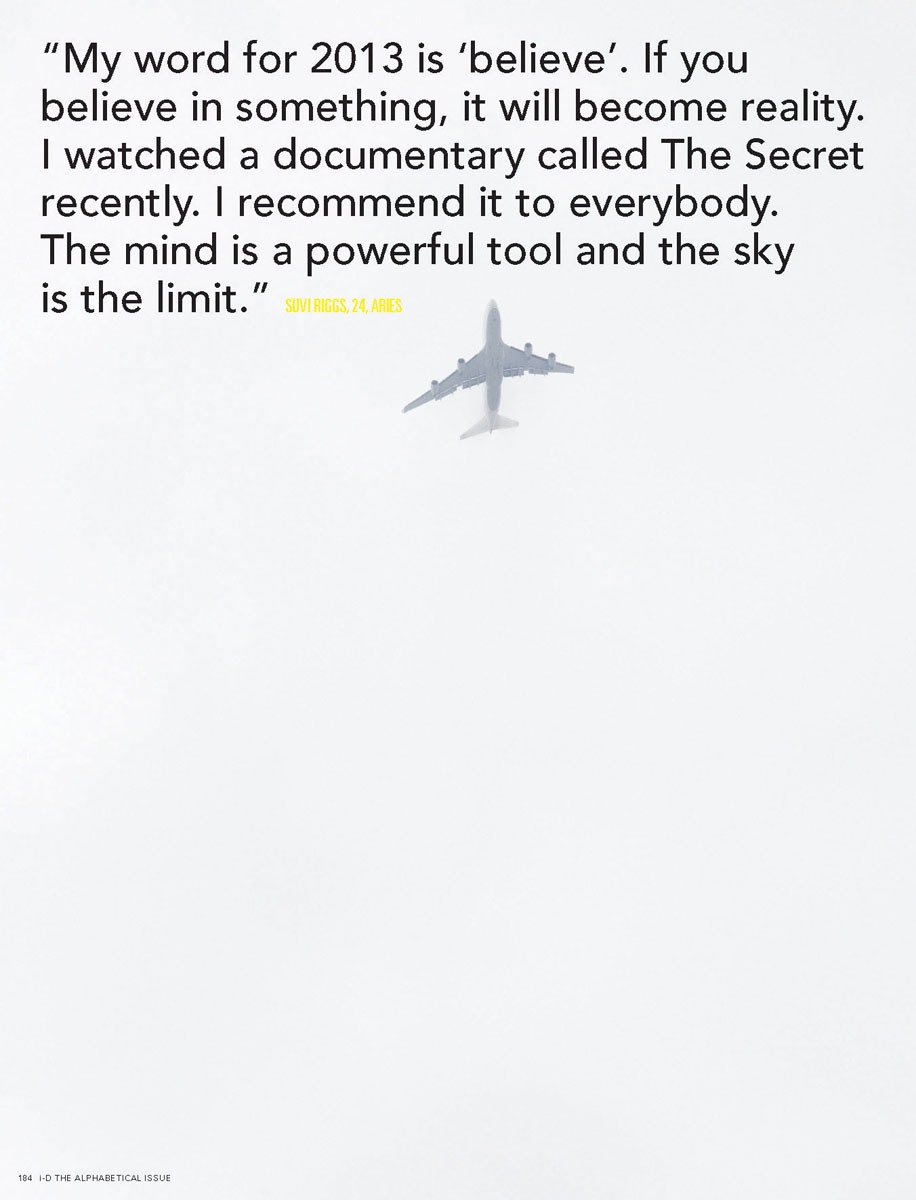 “My word for 2013 is ‘believe’. If you
believe in something, it will become reality.
I watched a documentary called The Secret
recently. I recommend it to everybody.
The mind is a powerful tool and the sky
is the limit.” SUVI RIGGS, 24, ARIES
184 i-D THE ALPHABETICAL ISSUE